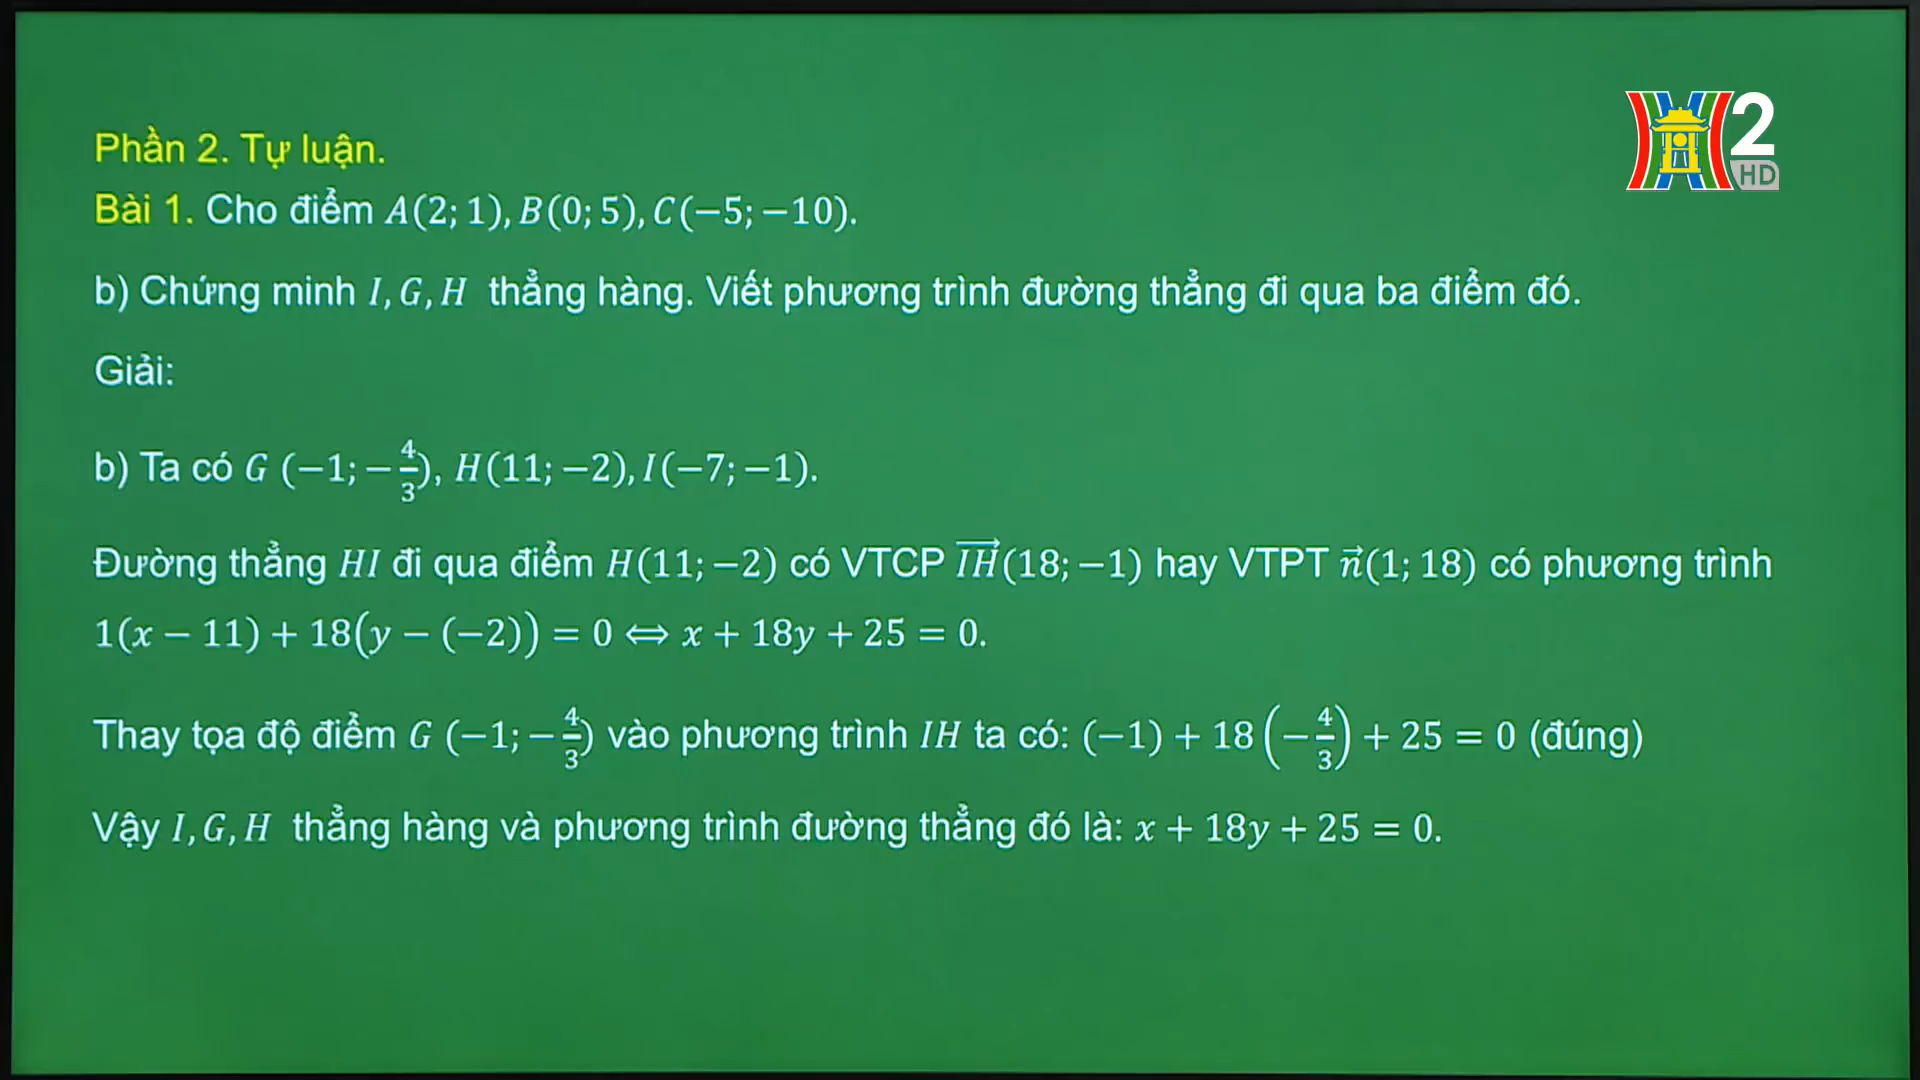 2
HD
Phần 2. Tự luận.
Bài 1. Cho điểm A(2; 1), B(0; 5), C(−5; −10).
b) Chứng minh I, G, H thẳng hàng. Viết phương trình đường thẳng đi qua ba điểm đó.
Giải:
b) Ta có G (−1; −4/3), H(11; −2), I(−7; −1).
Đường thẳng HI đi qua điểm H(11; −2) có VTCP \overrightarrow{IH}(18; −1) hay VTPT \vec{n}(1; 18) có phương trình
1(x − 11) + 18(y − (−2)) = 0 ⟺ x + 18y + 25 = 0.
Thay tọa độ điểm G (−1; −4/3) vào phương trình IH ta có: (−1) + 18(−4/3) + 25 = 0 (đúng)
Vậy I, G, H thẳng hàng và phương trình đường thẳng đó là: x + 18y + 25 = 0.